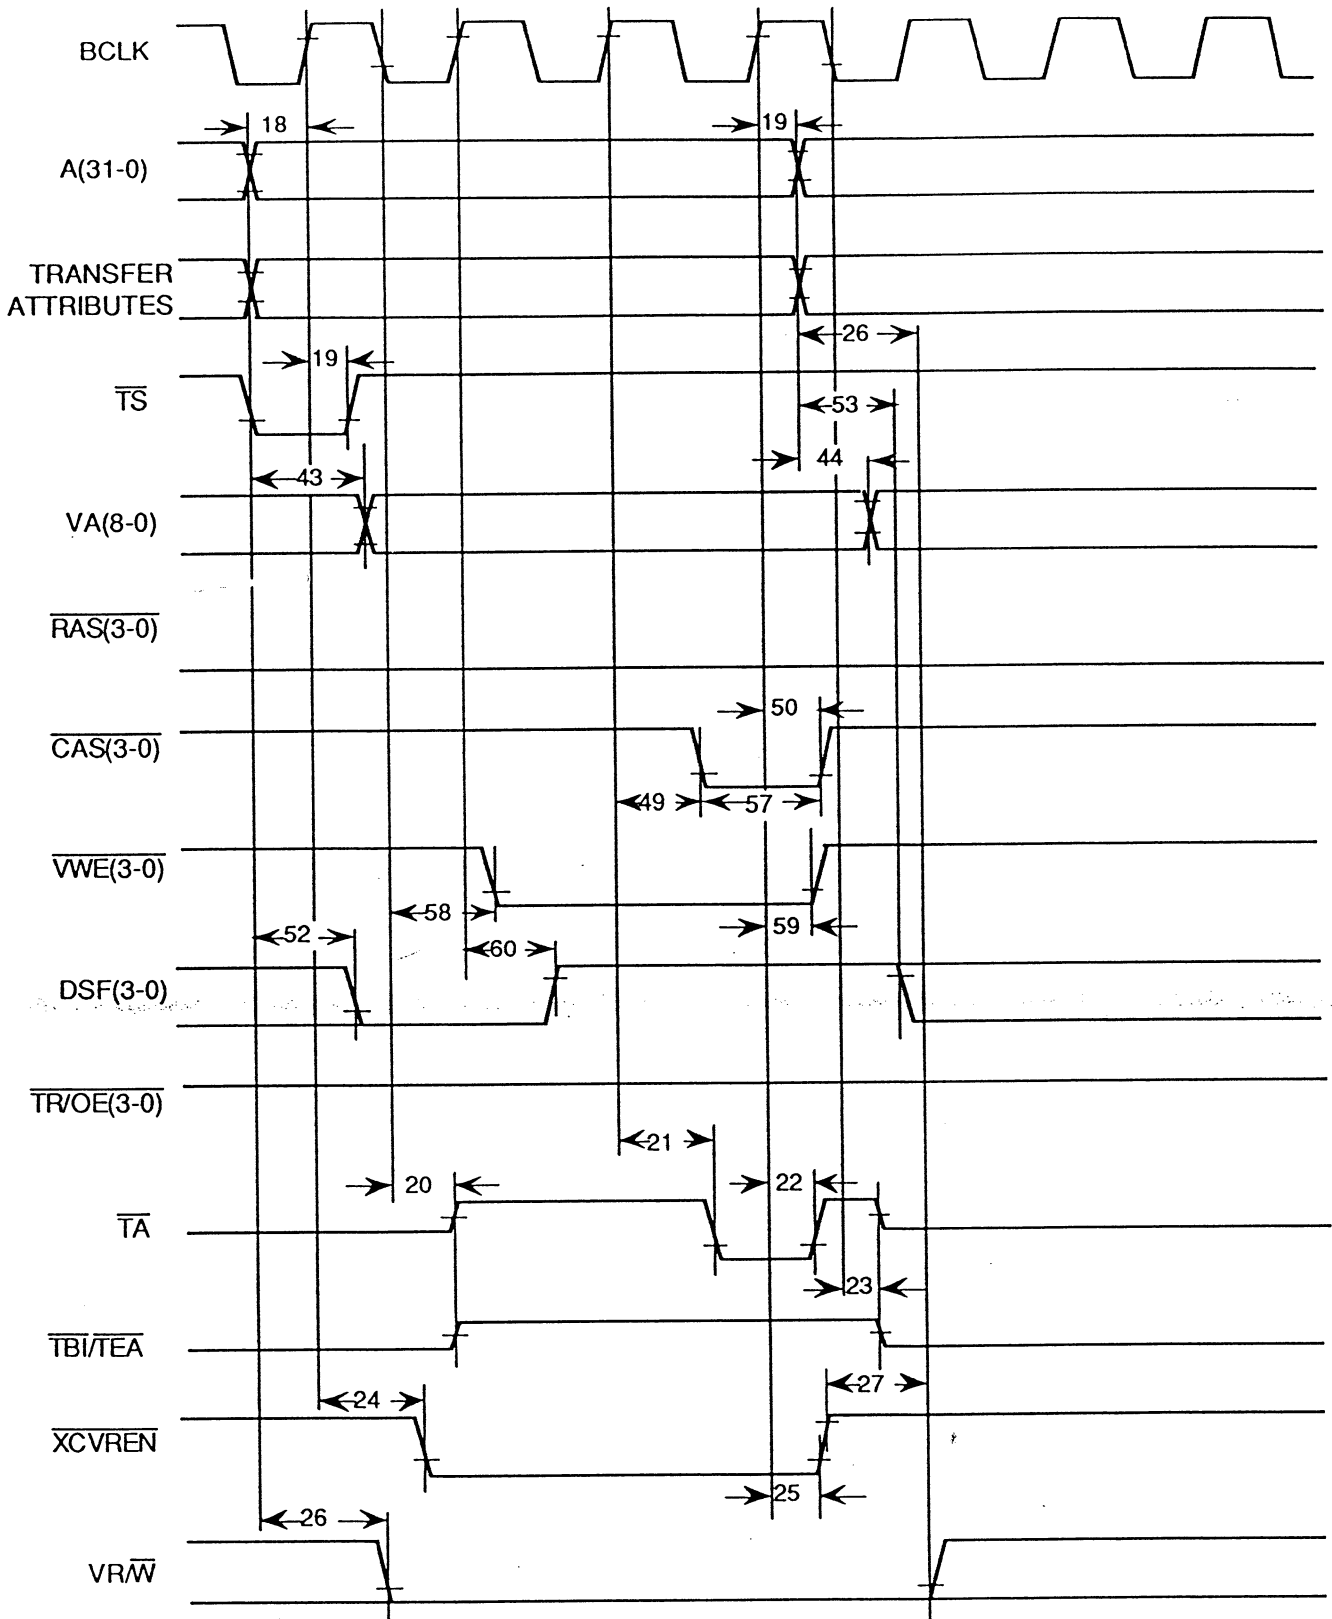 BCLK
18
19
A(31-0)
TRANSFER
ATTRIBUTES
26
19
TS
53
44
43
VA(8-0)
RAS(3-0)
50
CAS(3-0)
49
57
VWE(3-0)
58
59
52
60
DSF(3-0)
TR/OE(3-0)
21
20
22
TA
23
TBI/TEA
27
24
XCVREN
25
26
VR/W